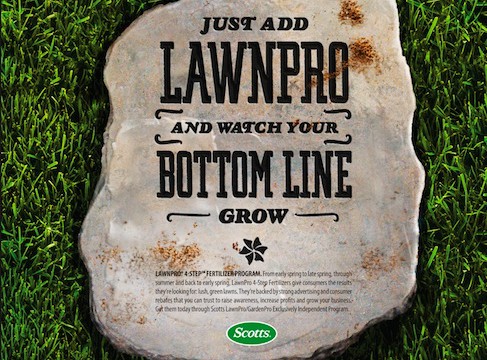 JUST ADD
LAWNPRO
AND WATCH YOUR
BOTTOM LINE
GROW
LAWNPRO® 4-STEP™ FERTILIZER PROGRAM. From early spring to late spring, through
summer and back to early spring, LawnPro 4-Step Fertilizers give consumers the results
they're looking for: lush, green lawns. They're backed by strong advertising and consumer
rebates that you can trust to raise awareness, increase profits and grow your business.
Get them today through Scotts LawnPro/GardenPro Exclusively Independent Program.
Scotts.